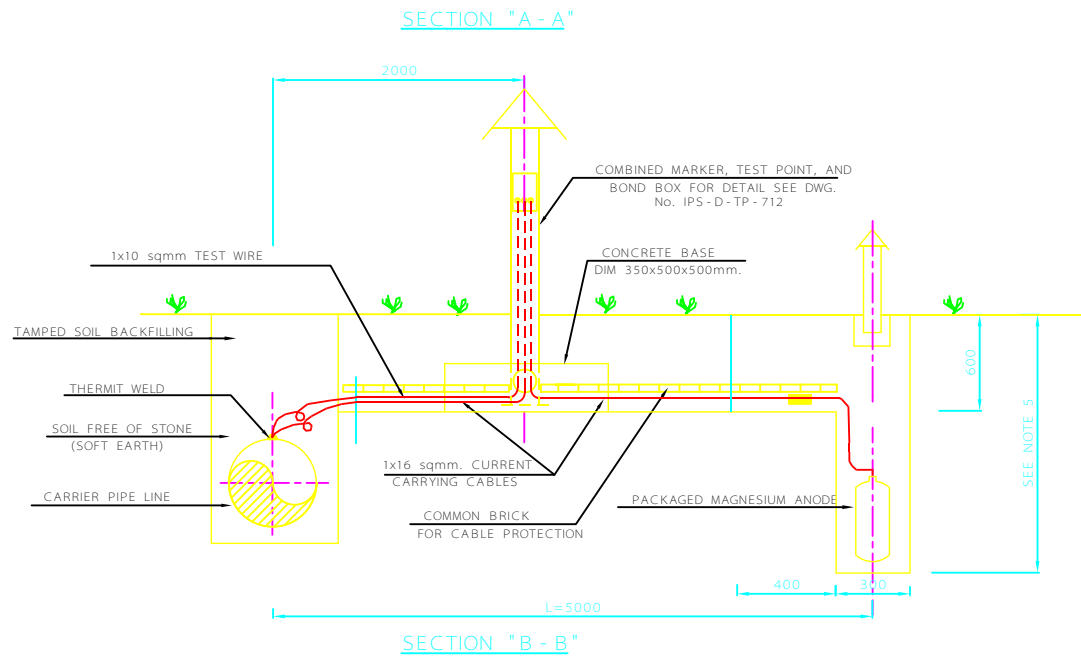 SECTION "A - A"
2000
COMBINED MARKER, TEST POINT, AND
BOND BOX FOR DETAIL SEE DWG.
No. IPS - D - TP - 712
1x10 sqmm TEST WIRE
CONCRETE BASE
DIM 350x500x500mm.
TAMPED SOIL BACKFILLING
600
THERMIT WELD
SOIL FREE OF STONE
(SOFT EARTH)
SEE NOTE 5
1x16 sqmm. CURRENT
CARRYING CABLES
CARRIER PIPE LINE
PACKAGED MAGNESIUM ANODE
COMMON BRICK
FOR CABLE PROTECTION
400
300
L=5000
SECTION "B - B"